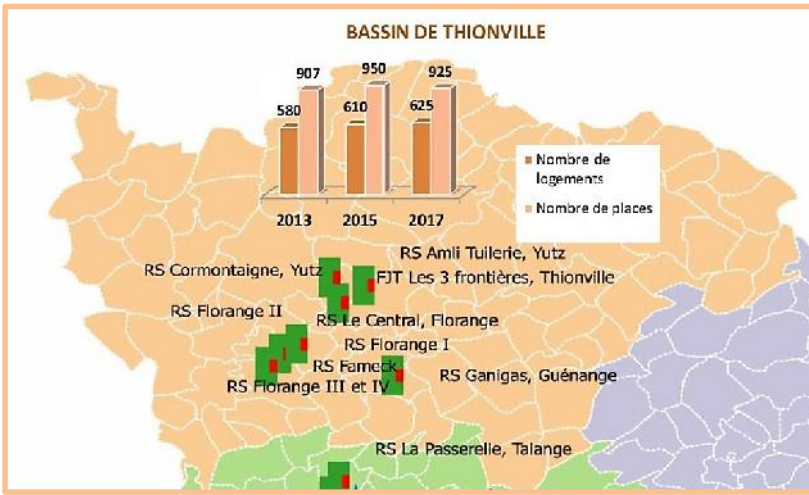 BASSIN DE THIONVILLE
907
950
925
580
610
625
Nombre de
logements
Nombre de places
2013
2015
2017
RS Amli Tuilerie, Yutz
RS Cormontaigne, Yutz
FJT Les 3 frontières, Thionville
RS Florange II
RS Le Central, Florange
RS Florange I
RS Fameck
RS Ganigas, Guénange
RS Florange III et IV
RS La Passerelle, Talange